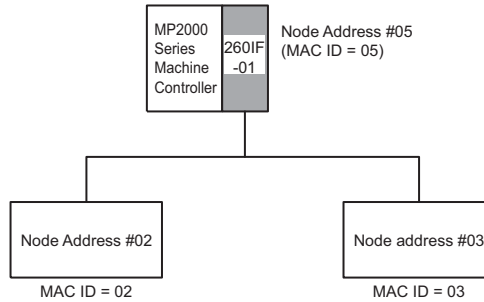 MP2000
Series
Machine
Controller
260IF
-01
Node Address #05
(MAC ID = 05)
Node Address #02
Node address #03
MAC ID = 02
MAC ID = 03